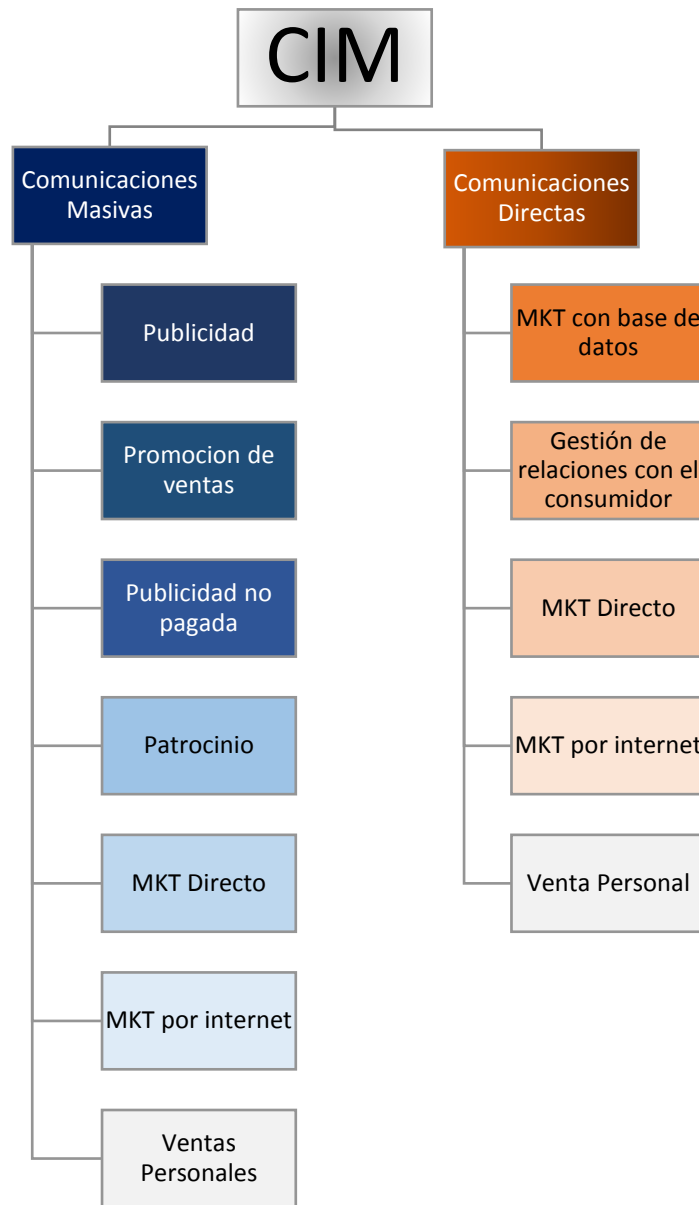 CIM
Comunicaciones
Masivas
Publicidad
Promocion de
ventas
Publicidad no
pagada
Patrocinio
MKT Directo
MKT por internet
Ventas
Personales
Comunicaciones
Directas
MKT con base de
datos
Gestión de
relaciones con el
consumidor
MKT Directo
MKT por internet
Venta Personal